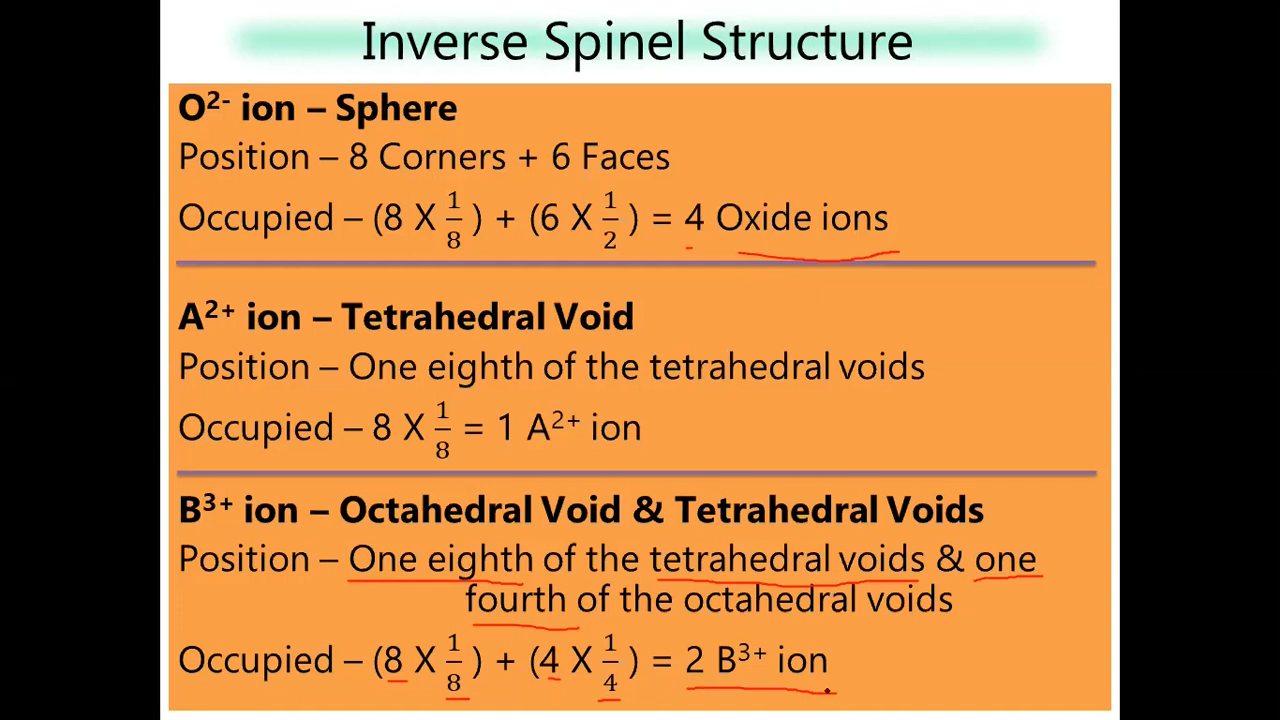 Inverse Spinel Structure
O²⁻ ion – Sphere
Position – 8 Corners + 6 Faces
Occupied – (8 X 1/8 ) + (6 X 1/2 ) = 4 Oxide ions
A²⁺ ion – Tetrahedral Void
Position – One eighth of the tetrahedral voids
Occupied – 8 X 1/8 = 1 A²⁺ ion
B³⁺ ion – Octahedral Void & Tetrahedral Voids
Position – One eighth of the tetrahedral voids & one
fourth of the octahedral voids
Occupied – (8 X 1/8 ) + (4 X 1/4 ) = 2 B³⁺ ion